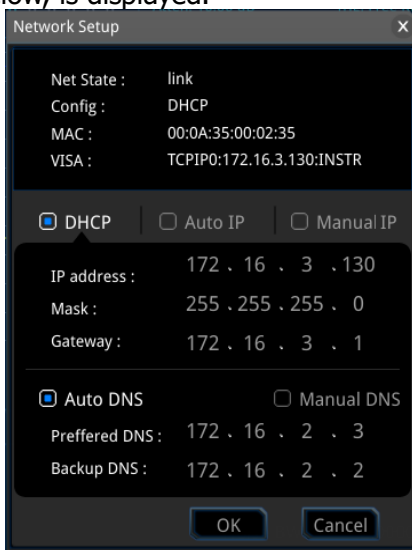 low, is displayed.
Network Setup X
Net State : link
Config : DHCP
MAC : 00:0A:35:00:02:35
VISA : TCPIP0:172.16.3.130:INSTR
DHCP Auto IP Manual IP
IP address : 172 . 16 . 3 . 130
Mask : 255 . 255 . 255 . 0
Gateway : 172 . 16 . 3 . 1
Auto DNS Manual DNS
Preffered DNS : 172 . 16 . 2 . 3
Backup DNS : 172 . 16 . 2 . 2
OK Cancel